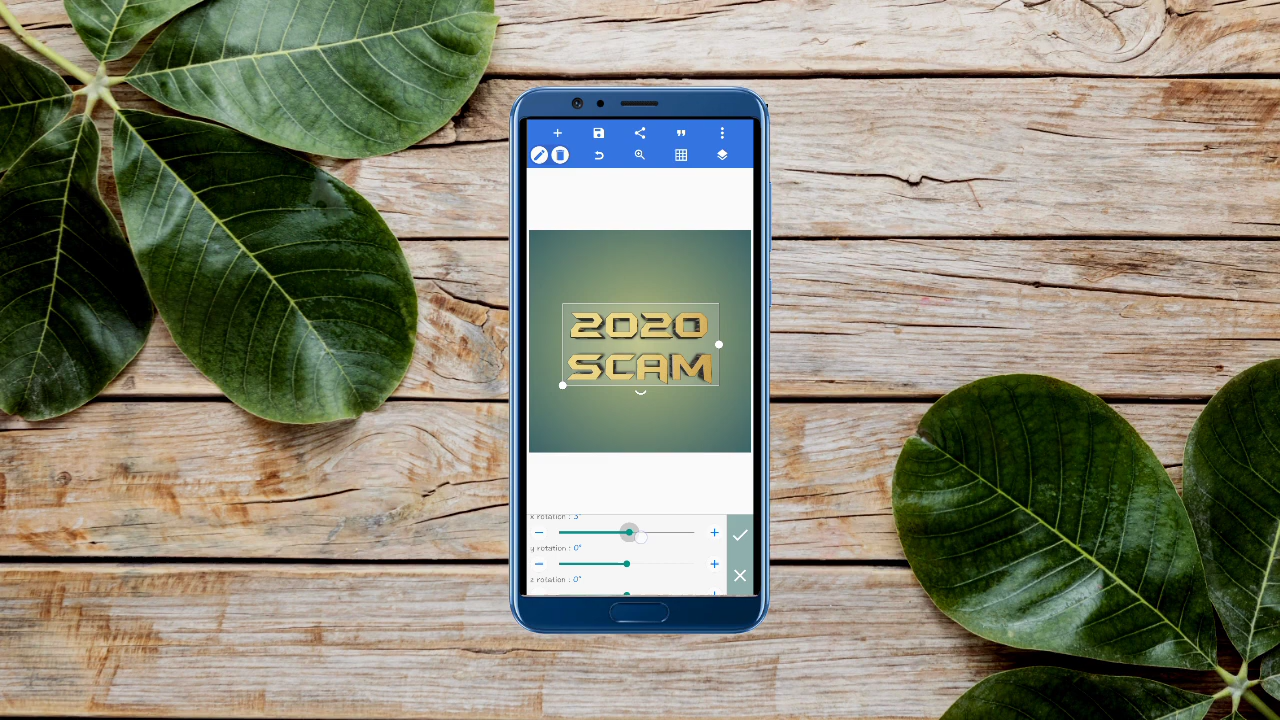 2020
SCAM
x rotation : 3°
y rotation : 0°
z rotation : 0°